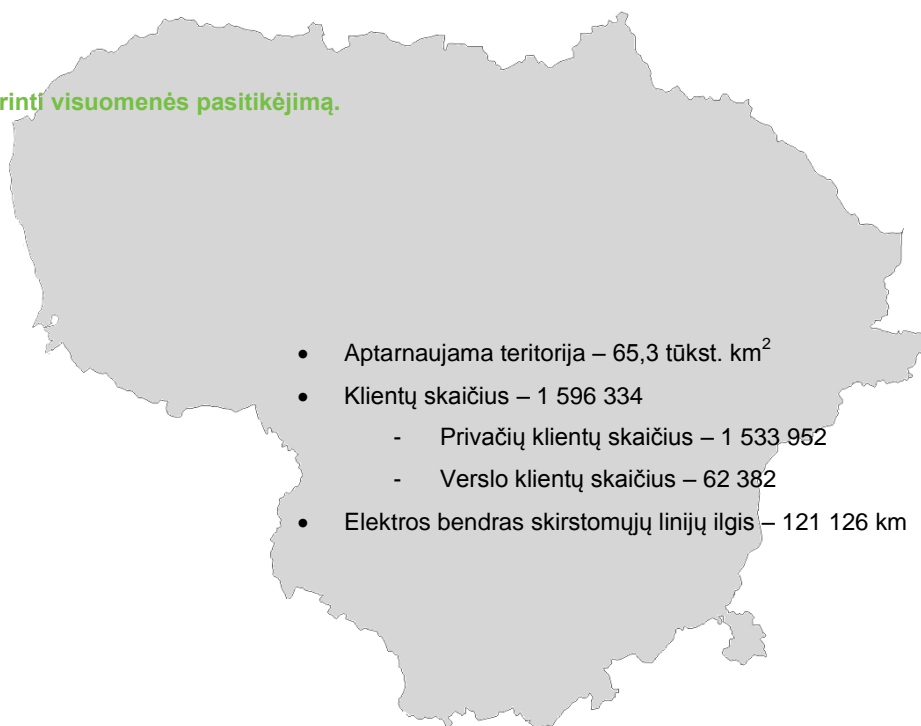 rinti visuomenės pasitikėjimą.
• Aptarnaujama teritorija – 65,3 tūkst. km²
• Klientų skaičius – 1 596 334
- Privačių klientų skaičius – 1 533 952
- Verslo klientų skaičius – 62 382
• Elektros bendras skirstomųjų linijų ilgis – 121 126 km